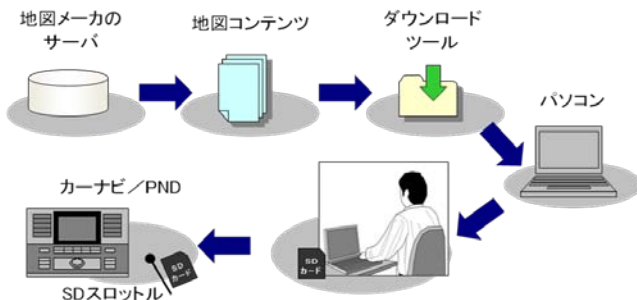 地図メーカの
サーバ
地図コンテンツ
ダウンロード
ツール
パソコン
カーナビ／PND
SD
カード
SD
カード
SDスロットル